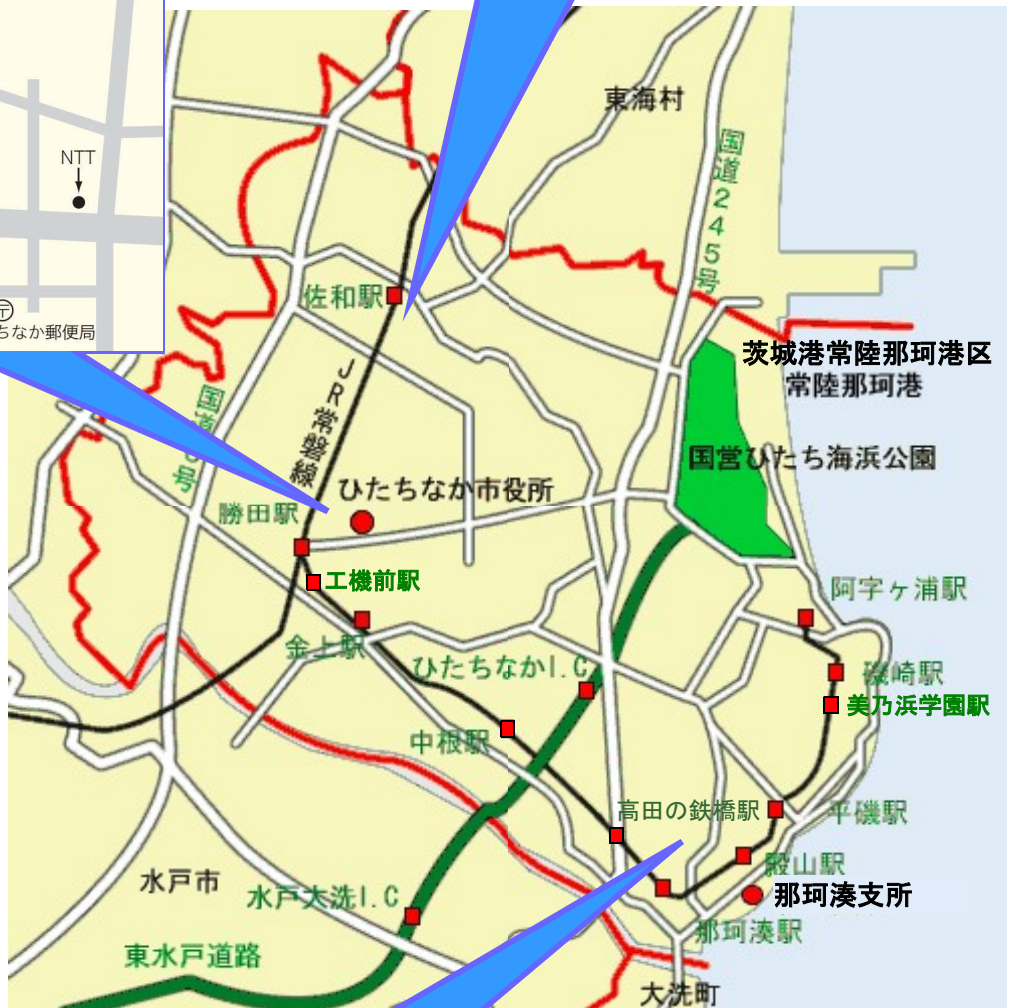 NTT
〒
ちなか郵便局
東海村
国道245号
佐和駅
茨城港常陸那珂港区
常陸那珂港
JR常磐線
国道6号
国営ひたち海浜公園
ひたちなか市役所
勝田駅
工機前駅
阿字ヶ浦駅
金上駅
ひたちなかI.C
磯崎駅
美乃浜学園駅
中根駅
高田の鉄橋駅
平磯駅
殿山駅
水戸市
水戸大洗I.C
那珂湊支所
那珂湊駅
東水戸道路
大洗町